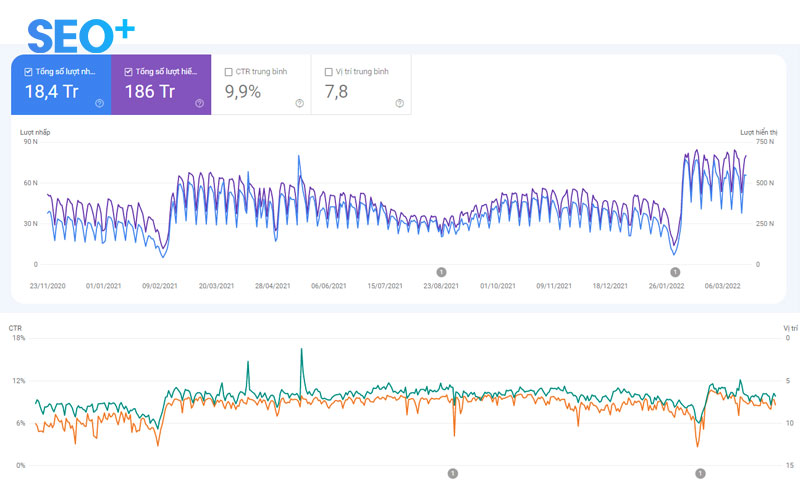 SEO+
Tổng số lượt nh... Tổng số lượt hiể... CTR trung bình Vị trí trung bình
18,4 Tr 186 Tr 9,9% 7,8
Lượt nhấp Lượt hiển thị
90 N 750 N
60 N 500 N
30 N 250 N
0 0
1 1
23/11/2020 01/01/2021 09/02/2021 20/03/2021 28/04/2021 06/06/2021 15/07/2021 23/08/2021 01/10/2021 09/11/2021 18/12/2021 26/01/2022 06/03/2022
CTR Vị trí
18% 0
12% 5
6% 10
0% 15
1 1